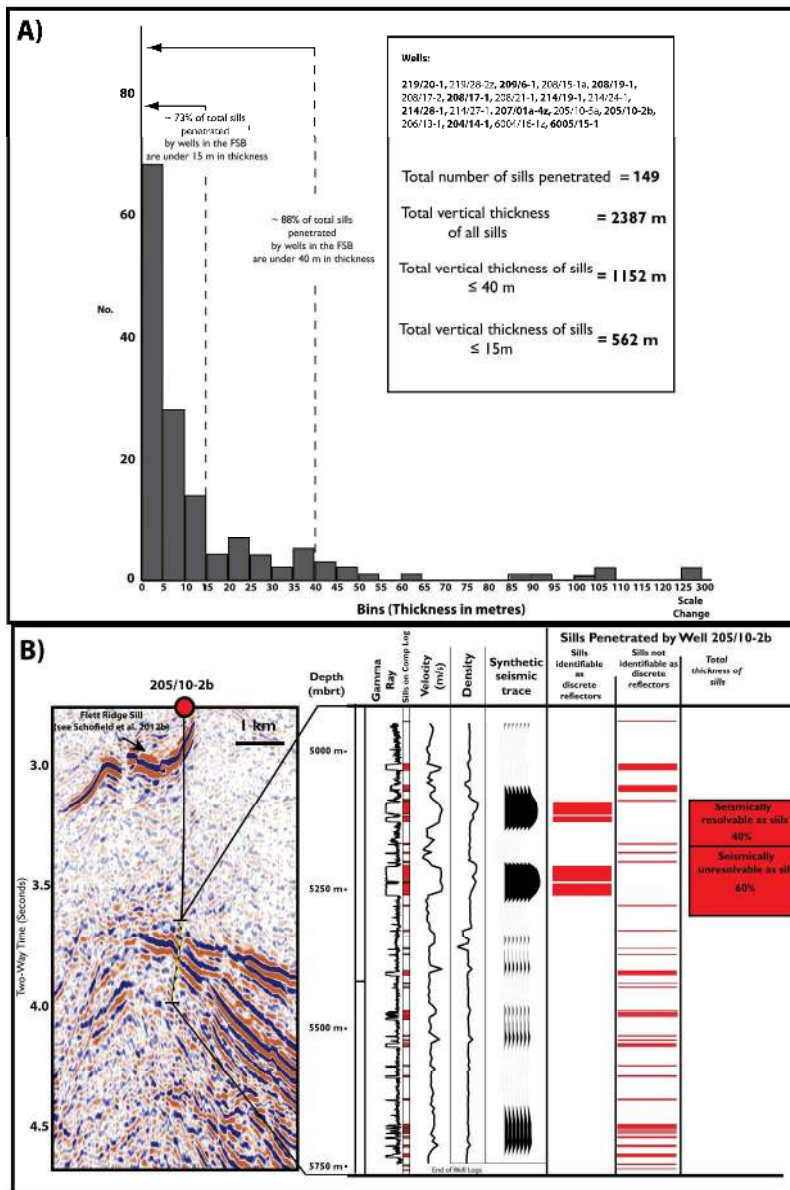 A)
80
60
No.
40
20
0
~ 73% of total sills
penetrated
by wells in the FSB
are under 15 m in thickness
~ 88% of total sills
penetrated
by wells in the FSB
are under 40 m in thickness
Wells:
219/20-1, 219/28-2z, 209/6-1, 208/15-1a, 208/19-1,
208/17-2, 208/17-1, 208/21-1, 214/19-1, 214/24-1,
214/28-1, 214/27-1, 207/01a-4z, 205/10-5a, 205/10-2b,
206/13-1, 204/14-1, 6004/16-1z, 6005/15-1
Total number of sills penetrated = 149
Total vertical thickness
of all sills
= 2387 m
Total vertical thickness of sills
≤ 40 m
= 1152 m
Total vertical thickness of sills
≤ 15m
= 562 m
0 5 10 15 20 25 30 35 40 45 50 55 60 65 70 75 80 85 90 95 100 105 110 115 125 300
Bins (Thickness in metres)
Scale
Change
B)
205/10-2b
Flett Ridge Sill
(see Schofield et al. 2012b)
1 km
Two-Way Time (Seconds)
3.0
3.5
4.0
4.5
Depth
(mbrt)
Gamma
Ray
Sills on Comp Log
Velocity
(m/s)
Density
Synthetic
seismic
trace
Sills Penetrated by Well 205/10-2b
Sills
identifiable
as
discrete
reflectors
Sills not
identifiable as
discrete
reflectors
Total
thickness of
sills
5000 m
5250 m
5500 m
5750 m
Seismically
resolvable as sills
40%
Seismically
unresolvable as sill
60%
End of Well Logs